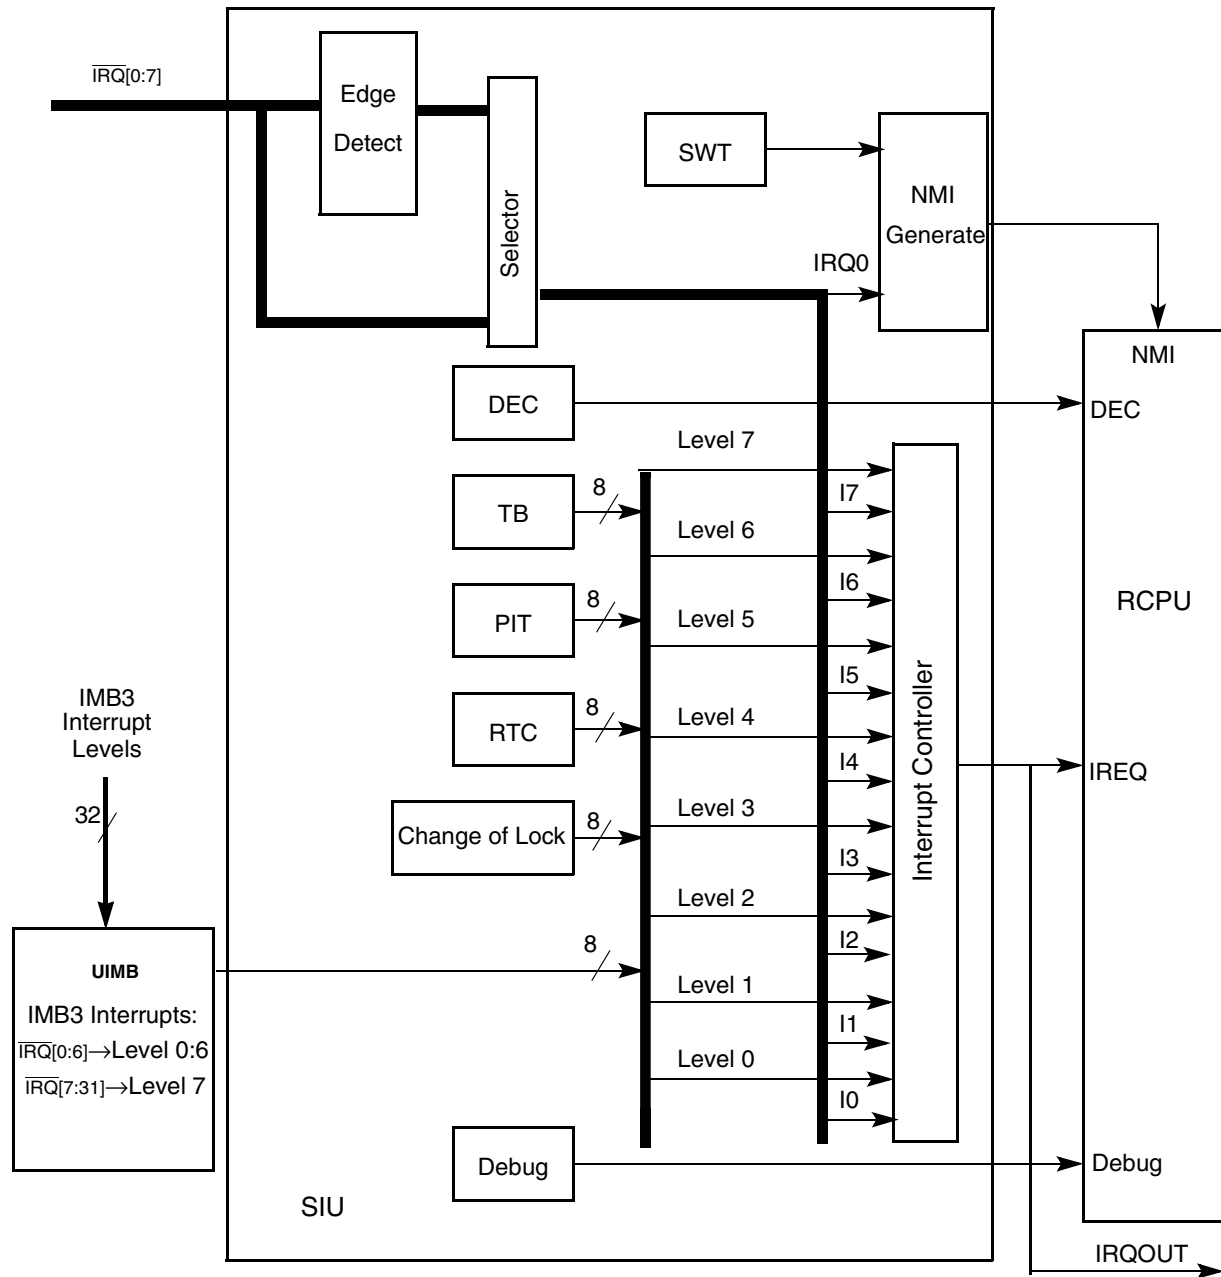 IRQ[0:7]
Edge
Detect
Selector
SWT
NMI
Generate
IRQ0
NMI
DEC
DEC
Level 7
8
I7
TB
Level 6
I6
RCPU
8
PIT
Level 5
I5
Interrupt Controller
IMB3
Interrupt
Levels
8
RTC
Level 4
I4
IREQ
32
8
Change of Lock
Level 3
I3
Level 2
I2
8
UIMB
IMB3 Interrupts:
IRQ[0:6]→Level 0:6
IRQ[7:31]→Level 7
Level 1
I1
Level 0
I0
Debug
Debug
SIU
IRQOUT